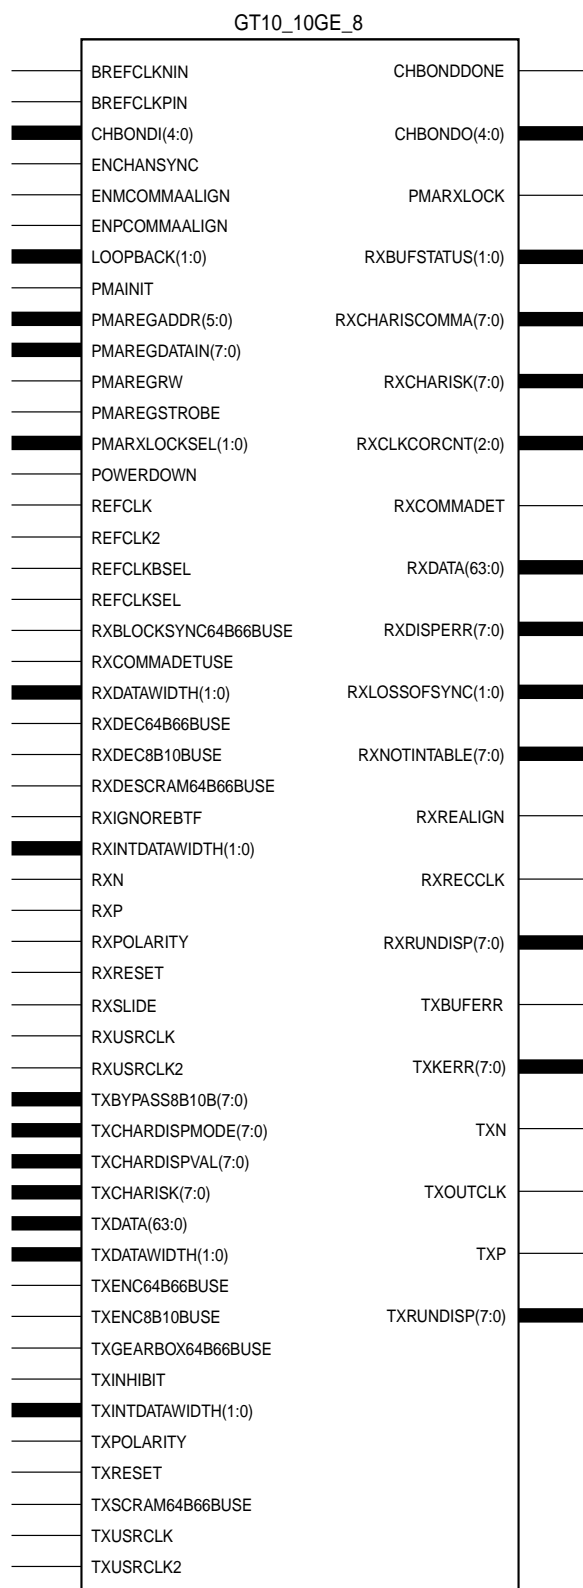 GT10_10GE_8
BREFCLKNIN
BREFCLKPIN
CHBONDI(4:0)
ENCHANSYNC
ENMCOMMAALIGN
ENPCOMMAALIGN
LOOPBACK(1:0)
PMAINIT
PMAREGADDR(5:0)
PMAREGDATAIN(7:0)
PMAREGRW
PMAREGSTROBE
PMARXLOCKSEL(1:0)
POWERDOWN
REFCLK
REFCLK2
REFCLKBSEL
REFCLKSEL
RXBLOCKSYNC64B66BUSE
RXCOMMADETUSE
RXDATAWIDTH(1:0)
RXDEC64B66BUSE
RXDEC8B10BUSE
RXDESCRAM64B66BUSE
RXIGNOREBTF
RXINTDATAWIDTH(1:0)
RXN
RXP
RXPOLARITY
RXRESET
RXSLIDE
RXUSRCLK
RXUSRCLK2
TXBYPASS8B10B(7:0)
TXCHARDISPMODE(7:0)
TXCHARDISPVAL(7:0)
TXCHARISK(7:0)
TXDATA(63:0)
TXDATAWIDTH(1:0)
TXENC64B66BUSE
TXENC8B10BUSE
TXGEARBOX64B66BUSE
TXINHIBIT
TXINTDATAWIDTH(1:0)
TXPOLARITY
TXRESET
TXSCRAM64B66BUSE
TXUSRCLK
TXUSRCLK2
CHBONDDONE
CHBONDO(4:0)
PMARXLOCK
RXBUFSTATUS(1:0)
RXCHARISCOMMA(7:0)
RXCHARISK(7:0)
RXCLKCORCNT(2:0)
RXCOMMADET
RXDATA(63:0)
RXDISPERR(7:0)
RXLOSSOFSYNC(1:0)
RXNOTINTABLE(7:0)
RXREALIGN
RXRECCLK
RXRUNDISP(7:0)
TXBUFERR
TXKERR(7:0)
TXN
TXOUTCLK
TXP
TXRUNDISP(7:0)